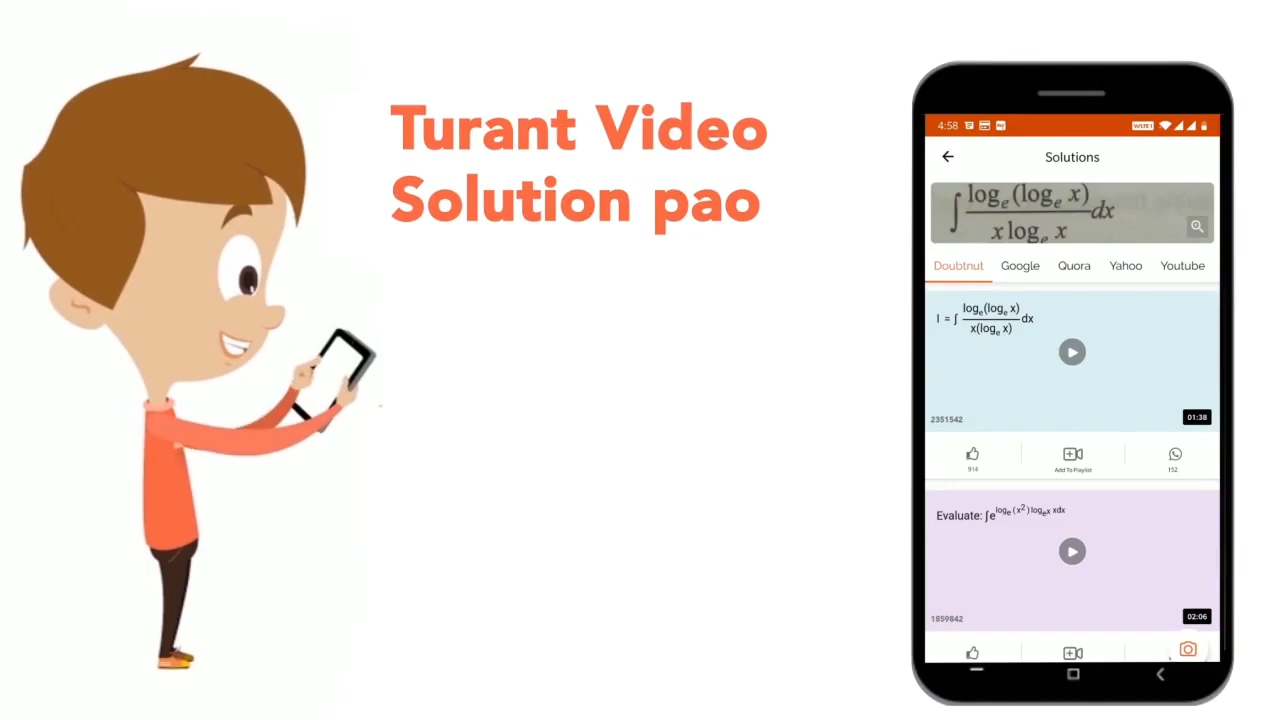 Turant Video
Solution pao
4:58
Solutions
∫ logₑ(logₑ x) / x logₑ x dx
Doubtnut Google Quora Yahoo Youtube
I = ∫ logₑ(logₑ x) / x(logₑ x) dx
2351542 01:38
914 Add To Playlist 152
Evaluate: ∫e^logₑ(x²)logₑx xdx
1859842 02:06